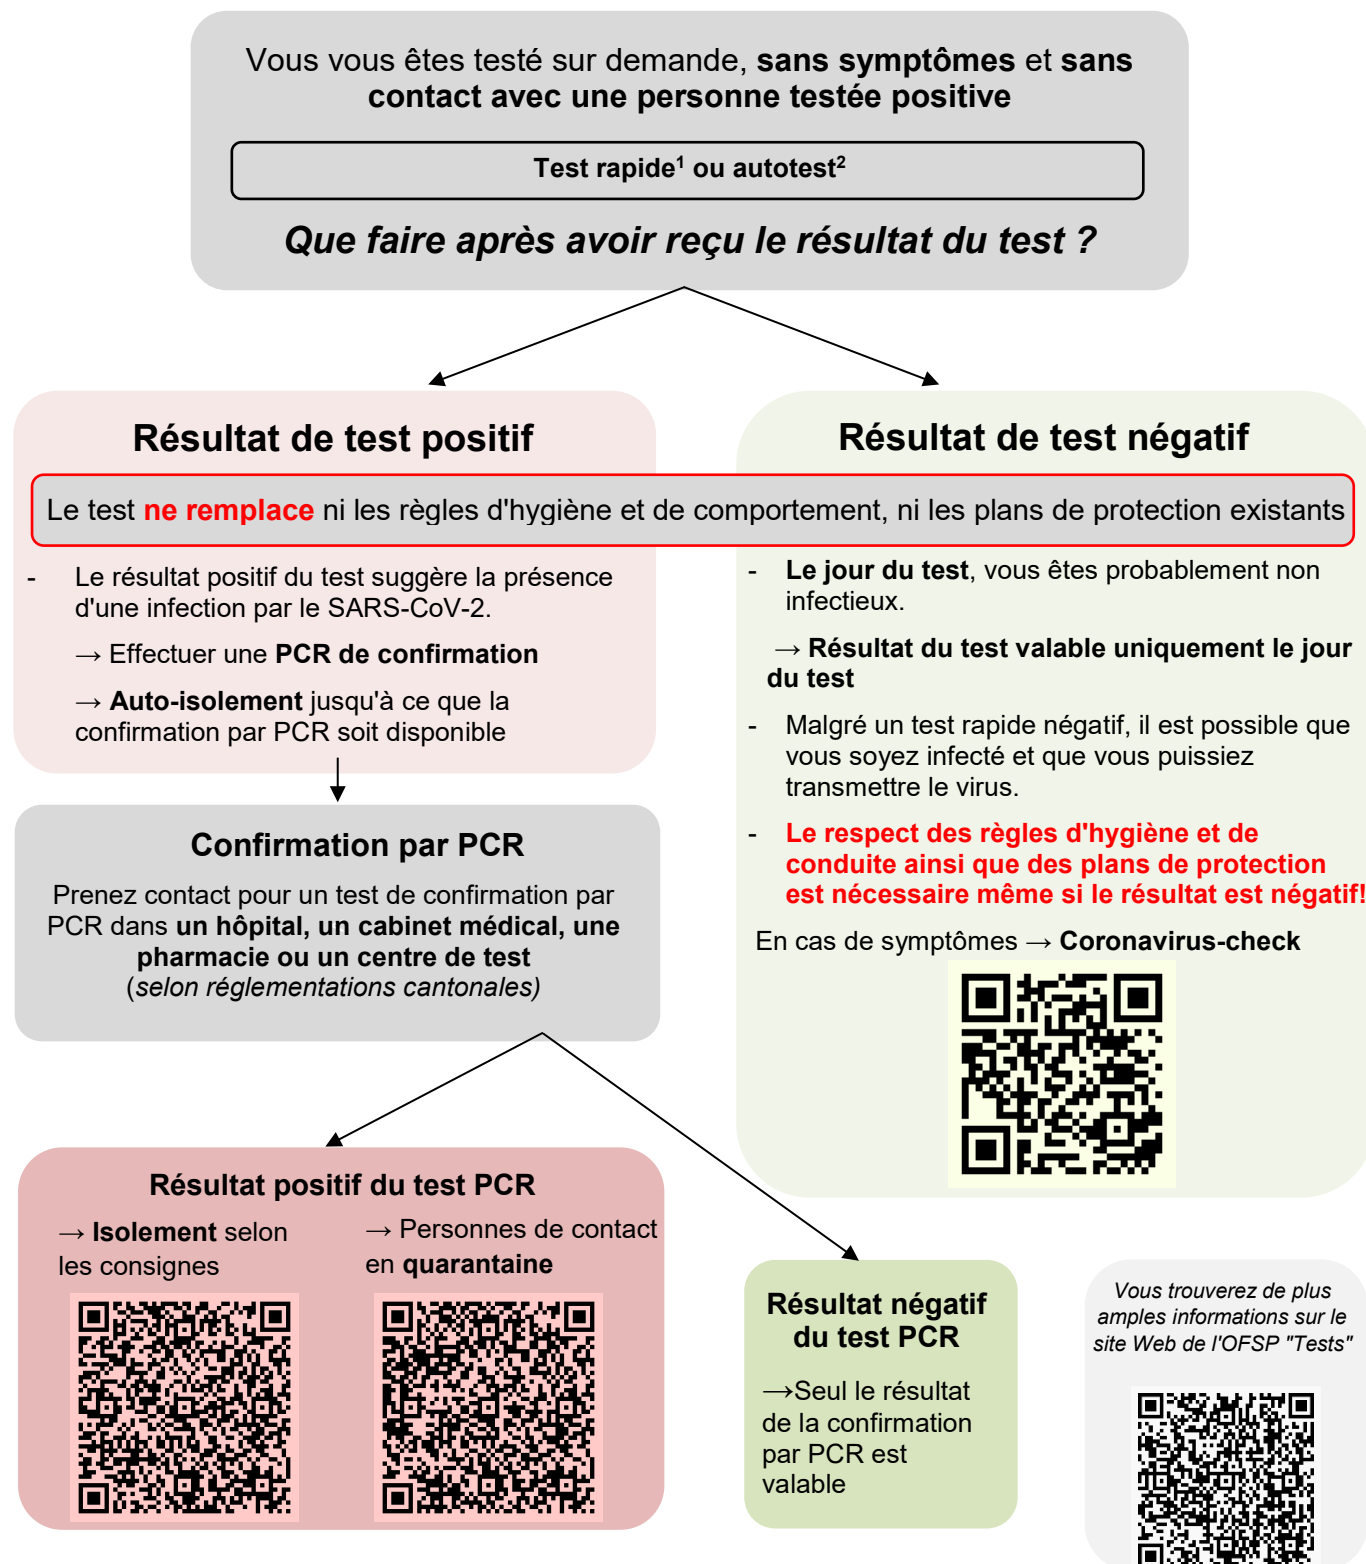 Vous vous êtes testé sur demande, sans symptômes et sans
contact avec une personne testée positive
Test rapide¹ ou autotest²
Que faire après avoir reçu le résultat du test ?
Résultat de test positif
Résultat de test négatif
Le test ne remplace ni les règles d'hygiène et de comportement, ni les plans de protection existants
- Le résultat positif du test suggère la présence
d'une infection par le SARS-CoV-2.
→ Effectuer une PCR de confirmation
→ Auto-isolement jusqu'à ce que la
confirmation par PCR soit disponible
- Le jour du test, vous êtes probablement non
infectieux.
→ Résultat du test valable uniquement le jour
du test
- Malgré un test rapide négatif, il est possible que
vous soyez infecté et que vous puissiez
transmettre le virus.
- Le respect des règles d'hygiène et de
conduite ainsi que des plans de protection
est nécessaire même si le résultat est négatif!
En cas de symptômes → Coronavirus-check
Confirmation par PCR
Prenez contact pour un test de confirmation par
PCR dans un hôpital, un cabinet médical, une
pharmacie ou un centre de test
(selon réglementations cantonales)
Résultat positif du test PCR
→ Isolement selon
les consignes
→ Personnes de contact
en quarantaine
Résultat négatif
du test PCR
→Seul le résultat
de la confirmation
par PCR est
valable
Vous trouverez de plus
amples informations sur le
site Web de l'OFSP "Tests"